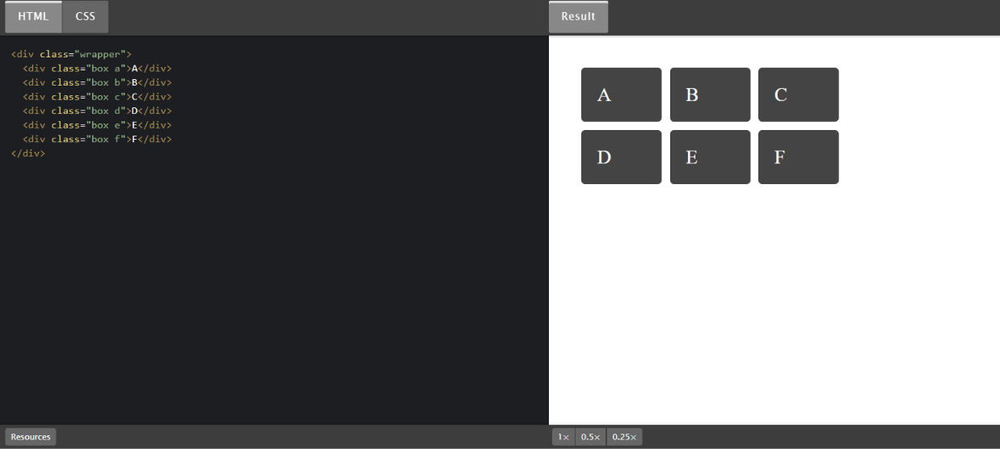 HTML CSS
<div class="wrapper">
  <div class="box a">A</div>
  <div class="box b">B</div>
  <div class="box c">C</div>
  <div class="box d">D</div>
  <div class="box e">E</div>
  <div class="box f">F</div>
</div>
Resources
Result
A B C
D E F
1× 0.5× 0.25×